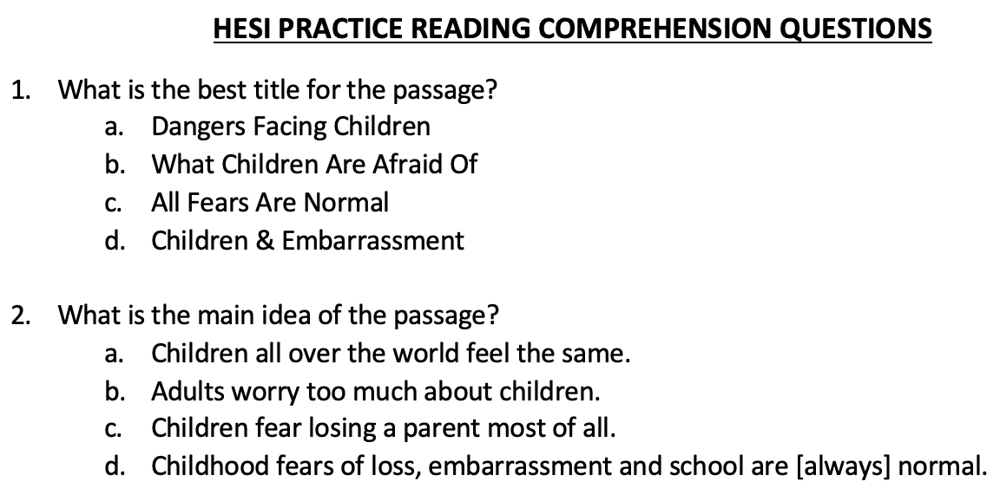 HESI PRACTICE READING COMPREHENSION QUESTIONS
1. What is the best title for the passage?
a. Dangers Facing Children
b. What Children Are Afraid Of
c. All Fears Are Normal
d. Children & Embarrassment
2. What is the main idea of the passage?
a. Children all over the world feel the same.
b. Adults worry too much about children.
c. Children fear losing a parent most of all.
d. Childhood fears of loss, embarrassment and school are [always] normal.